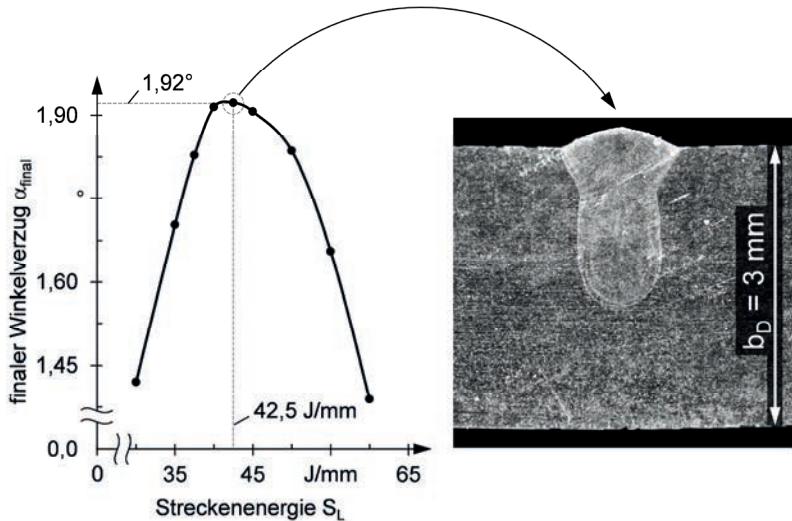 1,92°
1,90
finaler Winkelverzug α_final
°
1,60
1,45
0,0
42,5 J/mm
0 35 45 J/mm 65
Streckenenergie S_L
b_D = 3 mm